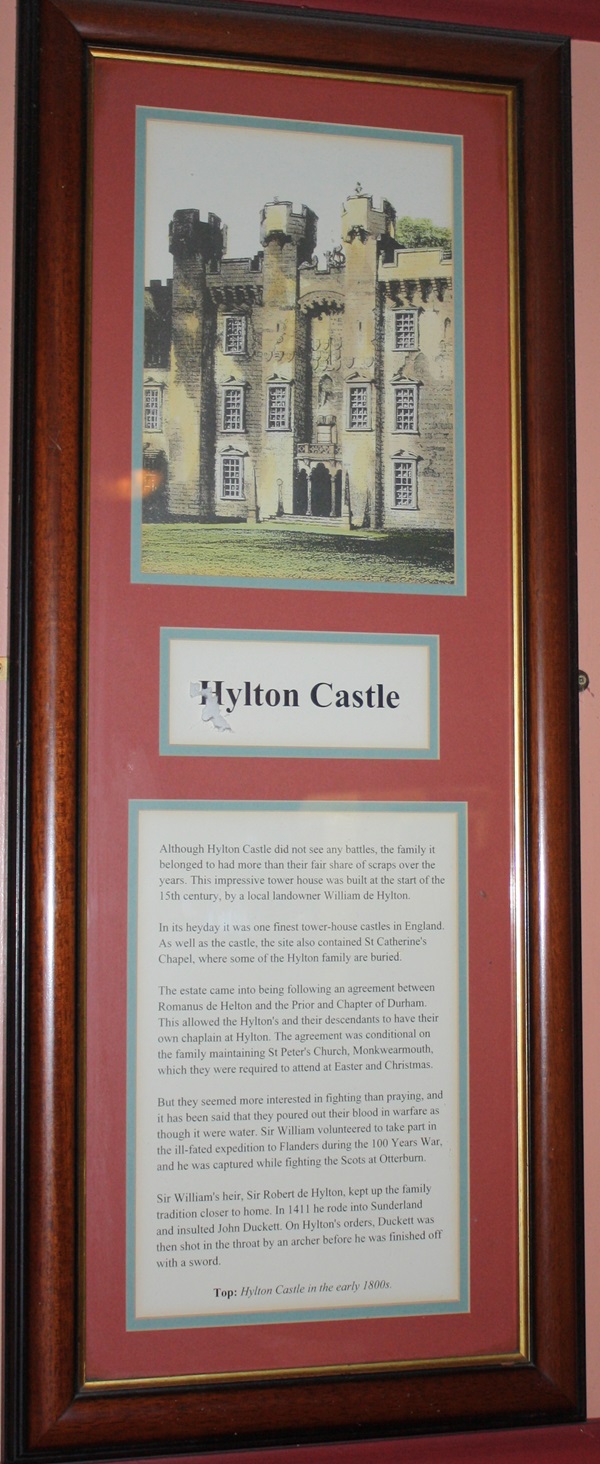 Hylton Castle
Although Hylton Castle did not see any battles, the family it
belonged to had more than their fair share of scraps over the
years. This impressive tower house was built at the start of the
15th century, by a local landowner William de Hylton.
In its heyday it was one finest tower-house castles in England.
As well as the castle, the site also contained St Catherine's
Chapel, where some of the Hylton family are buried.
The estate came into being following an agreement between
Romanus de Helton and the Prior and Chapter of Durham.
This allowed the Hylton's and their descendants to have their
own chaplain at Hylton. The agreement was conditional on
the family maintaining St Peter's Church, Monkwearmouth,
which they were required to attend at Easter and Christmas.
But they seemed more interested in fighting than praying, and
it has been said that they poured out their blood in warfare as
though it were water. Sir William volunteered to take part in
the ill-fated expedition to Flanders during the 100 Years War,
and he was captured while fighting the Scots at Otterburn.
Sir William's heir, Sir Robert de Hylton, kept up the family
tradition closer to home. In 1411 he rode into Sunderland
and insulted John Duckett. On Hylton's orders, Duckett was
then shot in the throat by an archer before he was finished off
with a sword.
Top: Hylton Castle in the early 1800s.